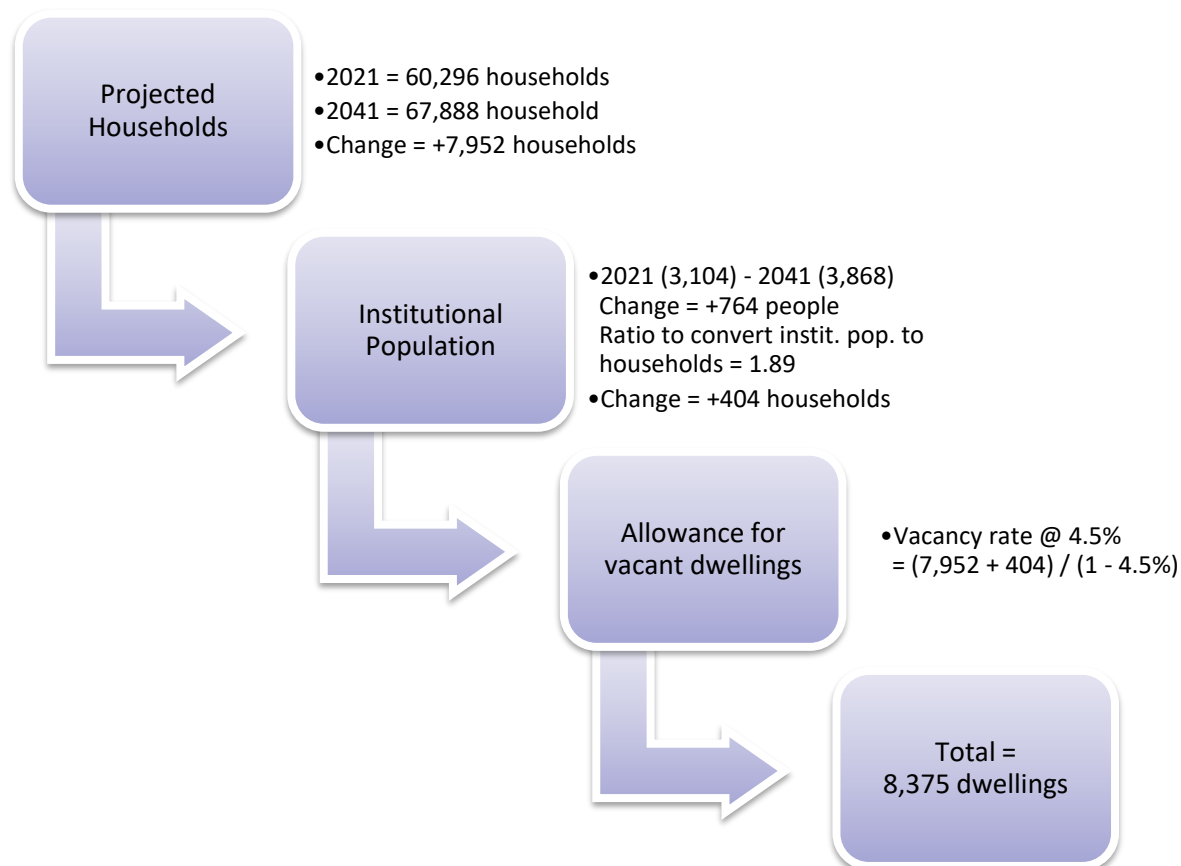 Projected
Households
•2021 = 60,296 households
•2041 = 67,888 household
•Change = +7,952 households
Institutional
Population
•2021 (3,104) - 2041 (3,868)
Change = +764 people
Ratio to convert instit. pop. to
households = 1.89
•Change = +404 households
Allowance for
vacant dwellings
•Vacancy rate @ 4.5%
= (7,952 + 404) / (1 - 4.5%)
Total =
8,375 dwellings